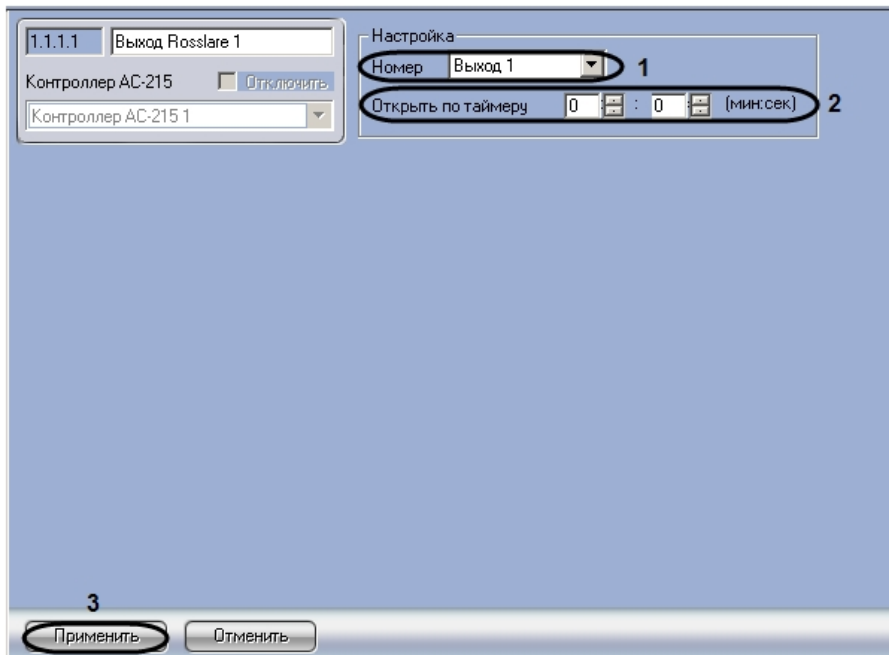 1.1.1.1 Выход Rosslare 1
Контроллер AC-215 Отключить
Контроллер AC-215 1
Настройка
Номер Выход 1 1
Открыть по таймеру 0 : 0 (мин:сек) 2
3
Применить Отменить